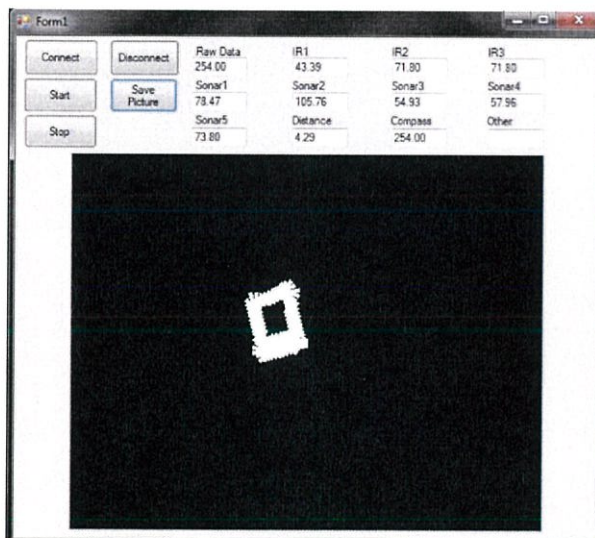 Form1
Connect
Disconnect
Raw Data
254.00
IR1
43.39
IR2
71.80
IR3
71.80
Start
Save
Picture
Sonar1
78.47
Sonar2
105.76
Sonar3
54.93
Sonar4
57.96
Stop
Sonar5
73.80
Distance
4.29
Compass
254.00
Other